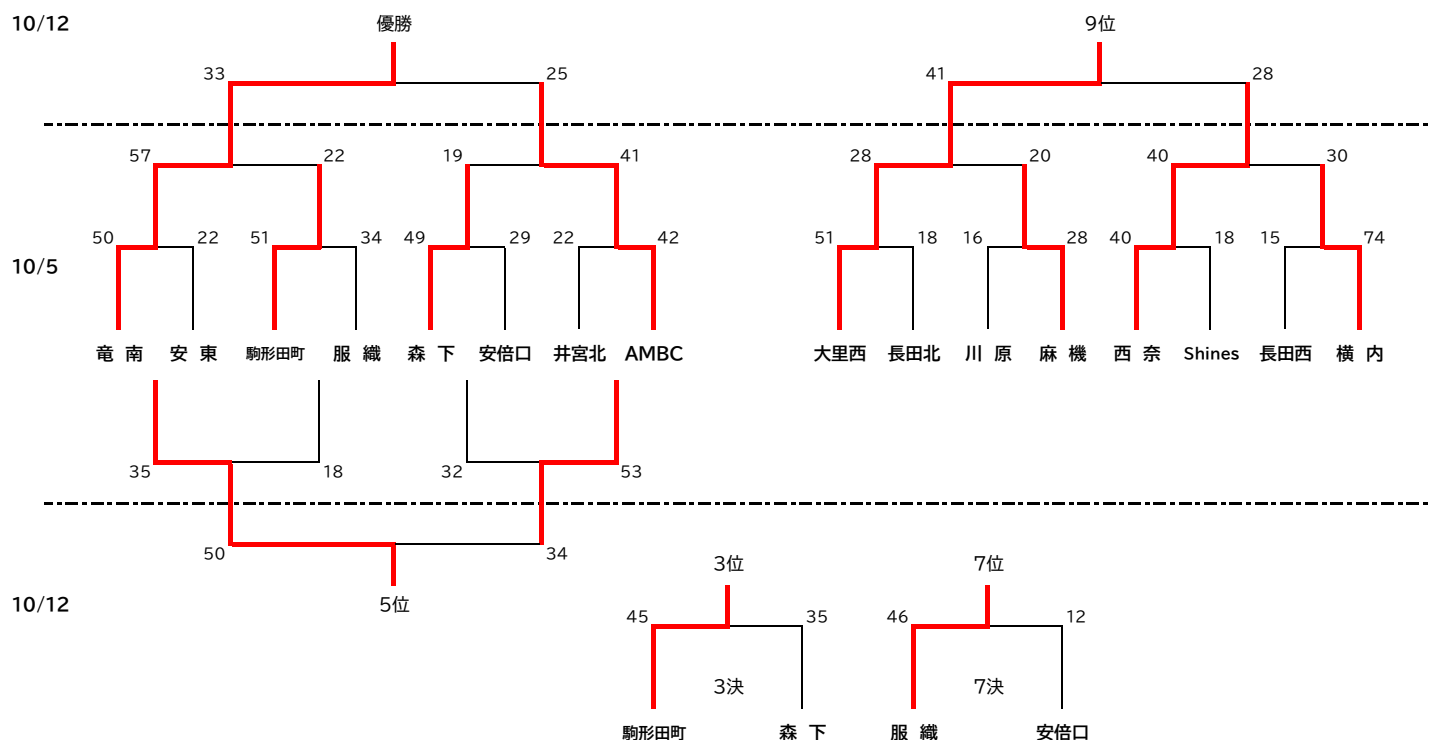 10/12 優勝 9位
33 25 41 28
57 22 19 41 28 20 40 30
50 22 51 34 49 29 22 42 51 18 16 28 40 18 15 74
10/5
竜 南 安 東 駒形田町 服 織 森 下 安倍口 井宮北 AMBC 大里西 長田北 川 原 麻 機 西 奈 Shines 長田西 横 内
35 18 32 53
50 34
3位 7位
10/12 5位
45 35 46 12
3決 7決
駒形田町 森 下 服 織 安倍口